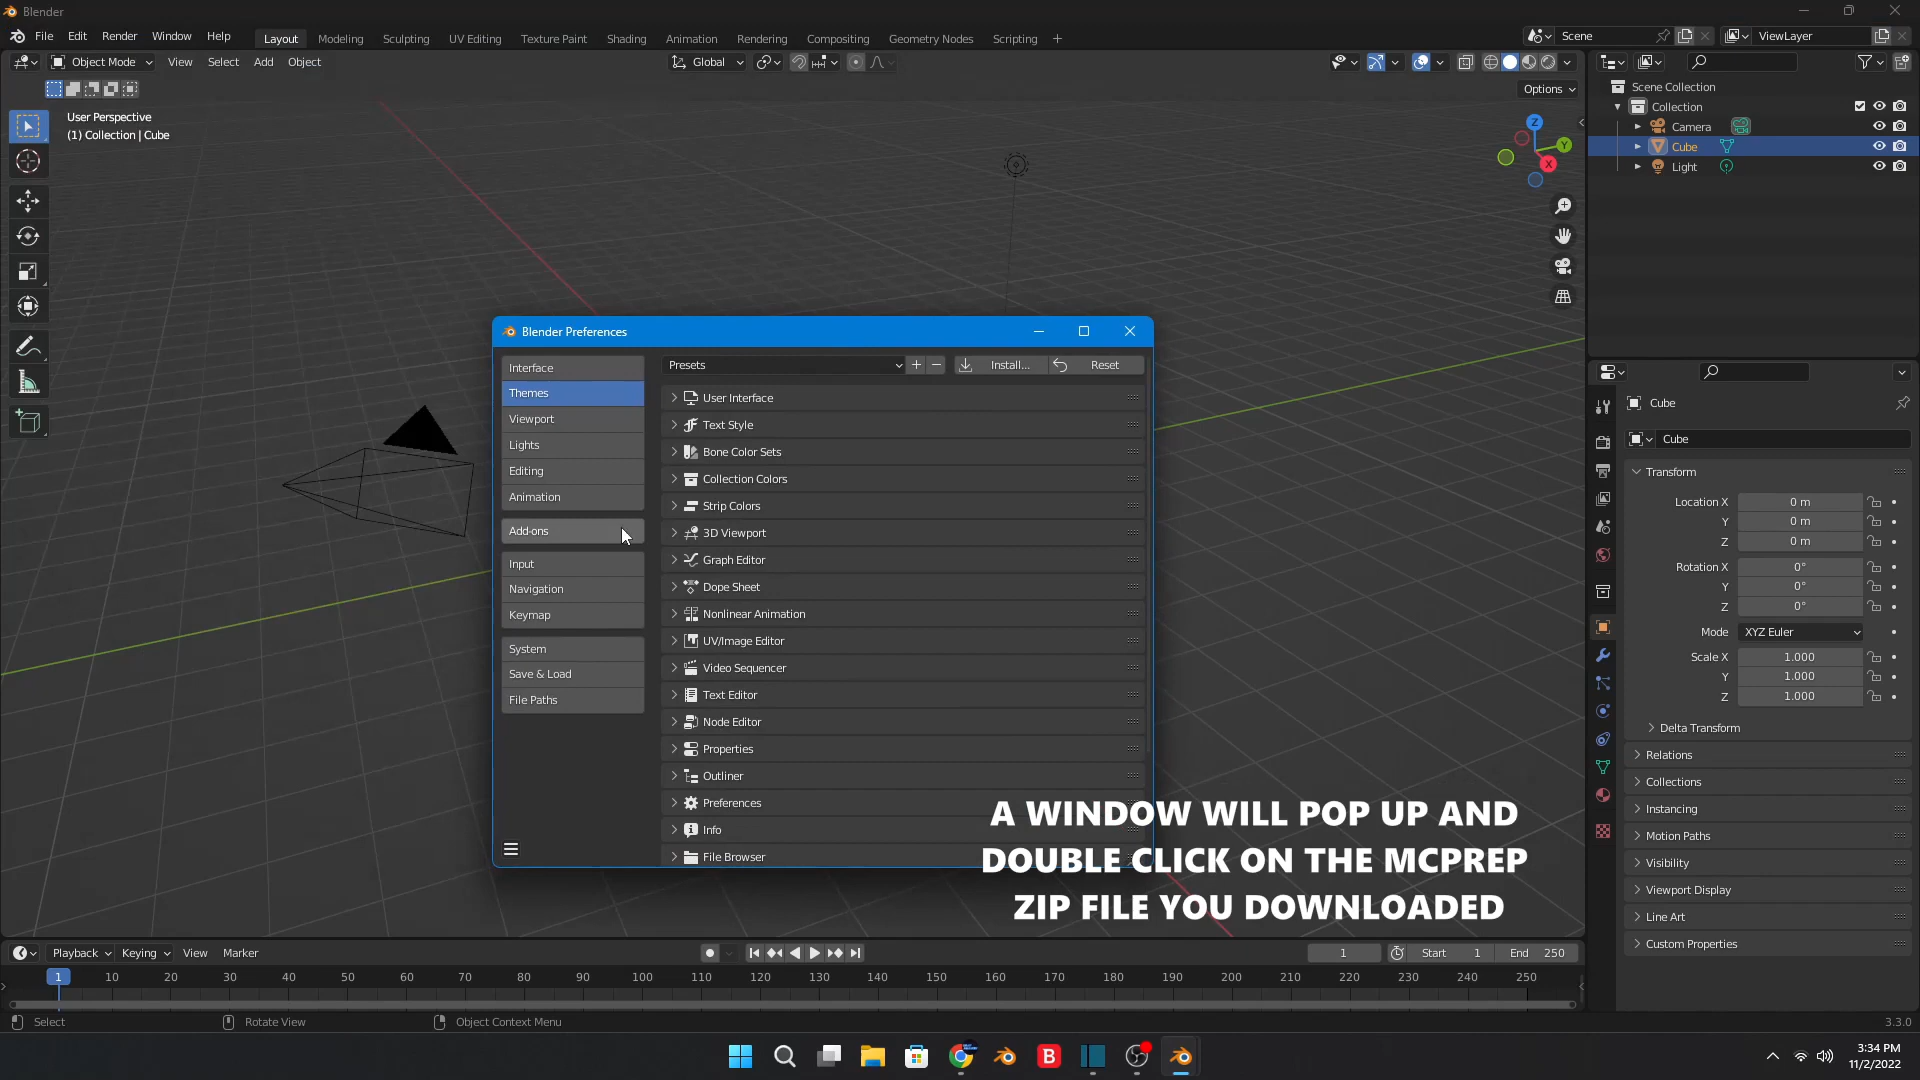 Blender
File Edit Render Window Help Layout Modeling Sculpting UV Editing Texture Paint Shading Animation Rendering Compositing Geometry Nodes Scripting + Scene ViewLayer
Object Mode View Select Add Object Global
Options
User Perspective
(1) Collection | Cube
Z
Y
X
Scene Collection
Collection
Camera
Cube
Light
Blender Preferences
Interface
Themes
Viewport
Lights
Editing
Animation
Add-ons
Input
Navigation
Keymap
System
Save & Load
File Paths
Presets + − Install... Reset
User Interface
Text Style
Bone Color Sets
Collection Colors
Strip Colors
3D Viewport
Graph Editor
Dope Sheet
Nonlinear Animation
UV/Image Editor
Video Sequencer
Text Editor
Node Editor
Properties
Outliner
Preferences
Info
File Browser
A WINDOW WILL POP UP AND
DOUBLE CLICK ON THE MCPREP
ZIP FILE YOU DOWNLOADED
Cube
Cube
Transform
Location X 0 m
Y 0 m
Z 0 m
Rotation X 0°
Y 0°
Z 0°
Mode XYZ Euler
Scale X 1.000
Y 1.000
Z 1.000
Delta Transform
Relations
Collections
Instancing
Motion Paths
Visibility
Viewport Display
Line Art
Custom Properties
Playback Keying View Marker 1 Start 1 End 250
1 10 20 30 40 50 60 70 80 90 100 110 120 130 140 150 160 170 180 190 200 210 220 230 240 250
Select Rotate View Object Context Menu 3.3.0
B
3:34 PM
11/2/2022